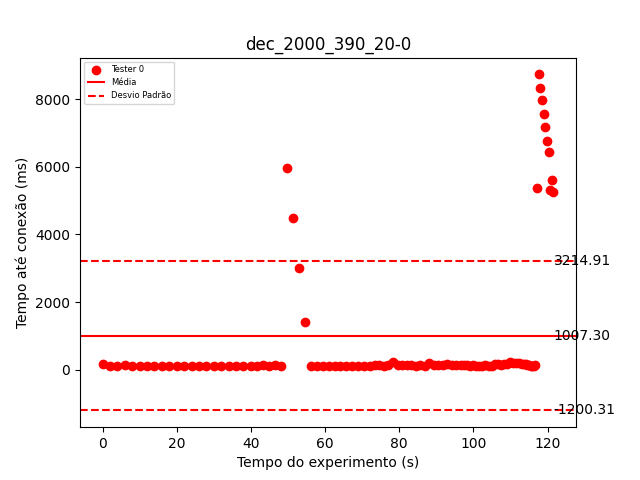 dec_2000_390_20-0
Tester 0
Média
Desvio Padrão
8000
6000
4000
2000
0
3214.91
1007.30
-1200.31
0
20
40
60
80
100
120
Tempo até conexão (ms)
Tempo do experimento (s)